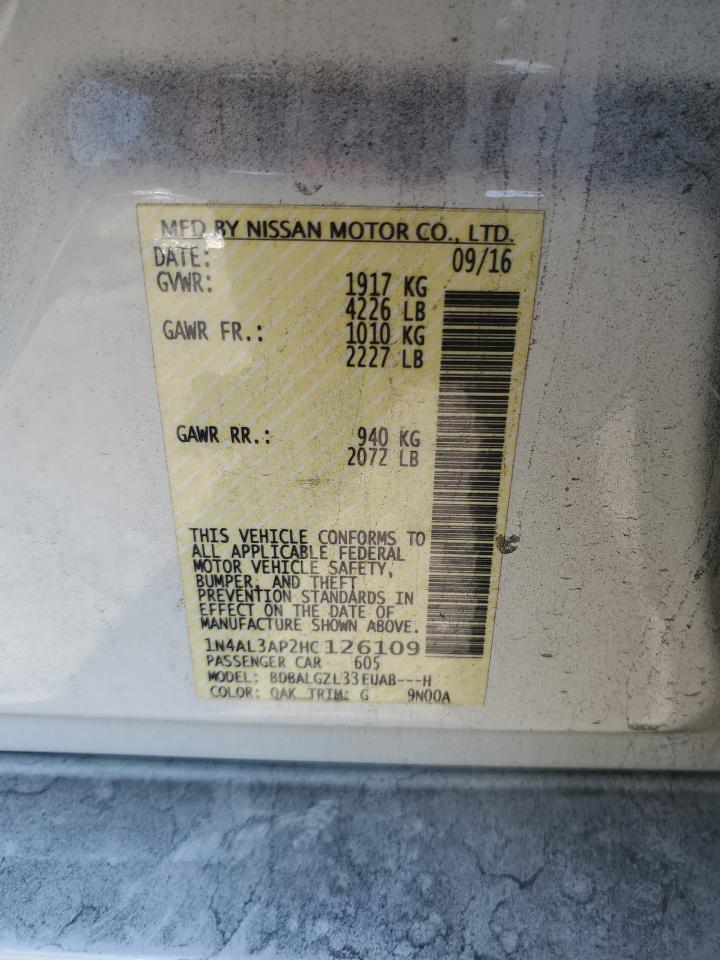 MFD BY NISSAN MOTOR CO., LTD.
DATE: 09/16
GVWR: 1917 KG
4226 LB
GAWR FR.: 1010 KG
2227 LB
GAWR RR.: 940 KG
2072 LB
THIS VEHICLE CONFORMS TO
ALL APPLICABLE FEDERAL
MOTOR VEHICLE SAFETY,
BUMPER, AND THEFT
PREVENTION STANDARDS IN
EFFECT ON THE DATE OF
MANUFACTURE SHOWN ABOVE.
1N4AL3AP2HC126109
PASSENGER CAR 605
MODEL: BDBALGZL33EUAB---H
COLOR: QAK TRIM: G 9N00A